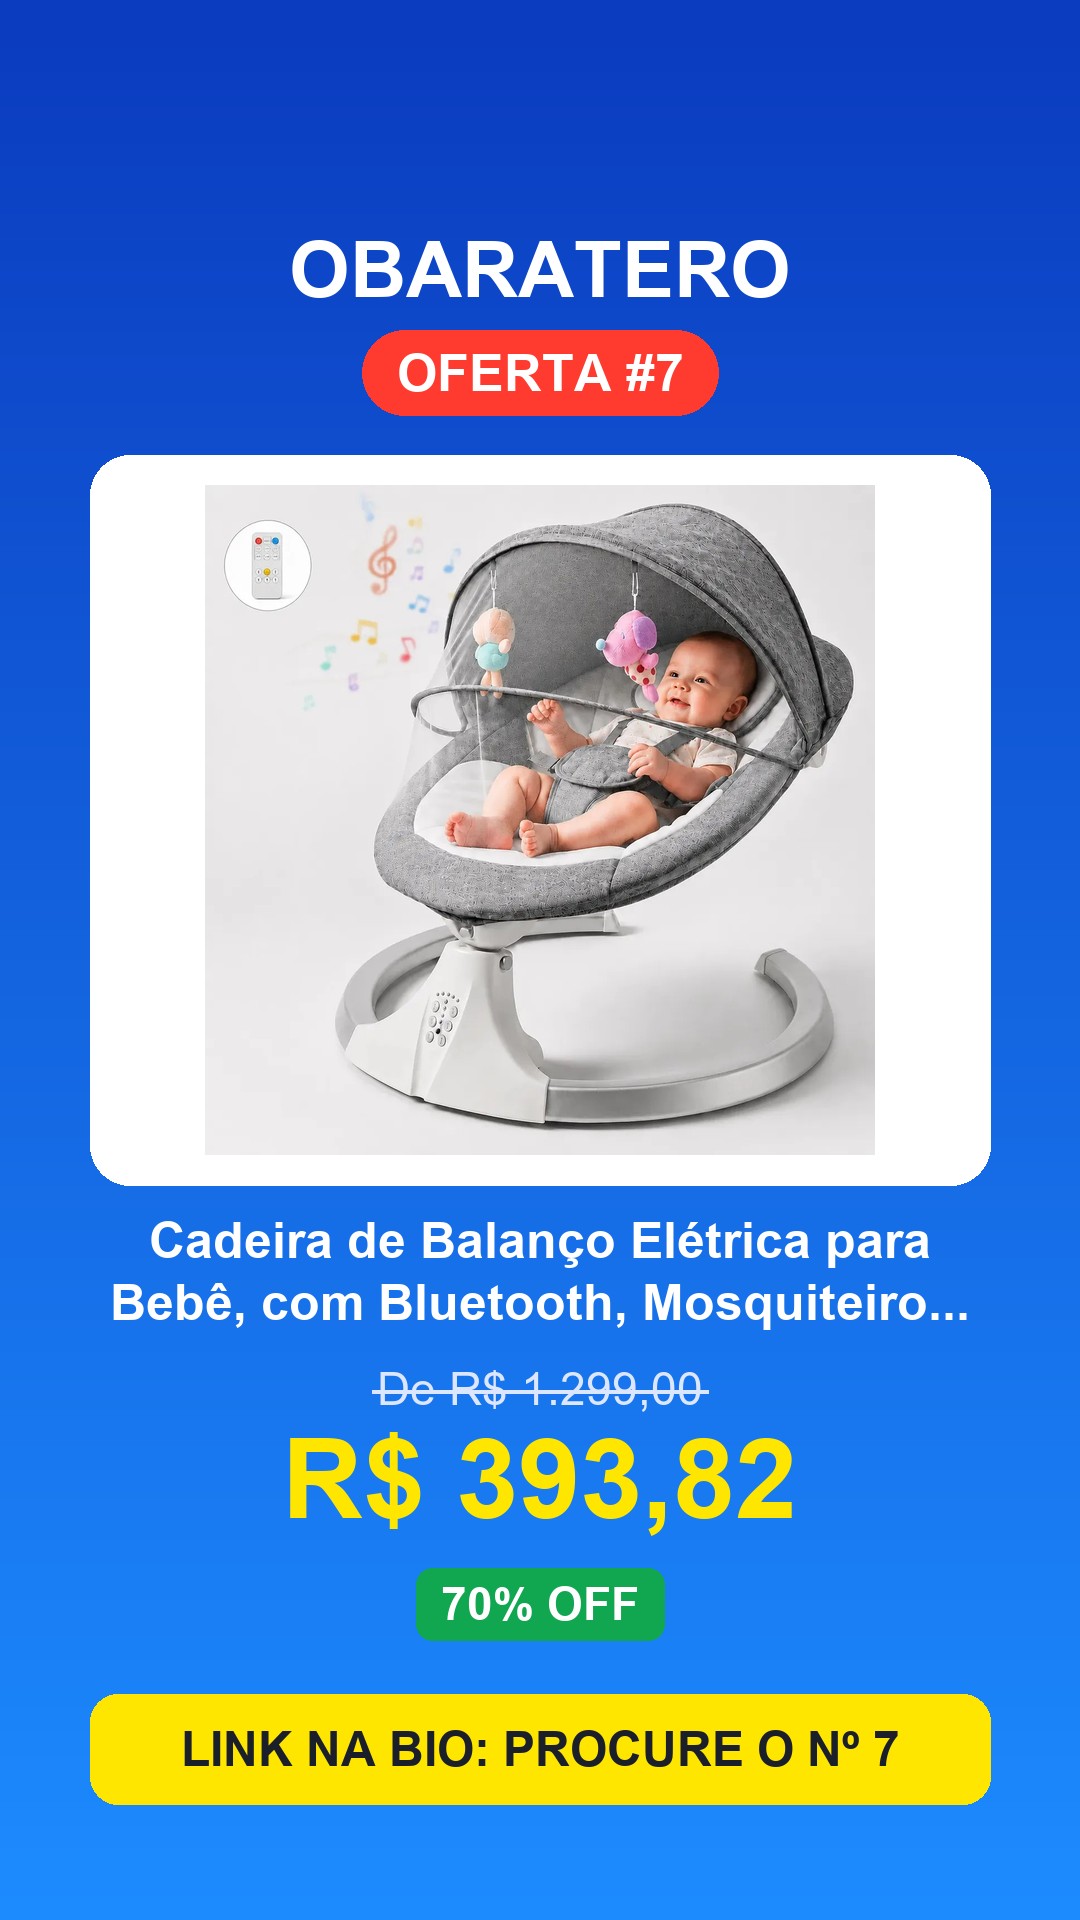 OBARATERO
OFERTA #7
Cadeira de Balanço Elétrica para
Bebê, com Bluetooth, Mosquiteiro...
De R$ 1.299,00
R$ 393,82
70% OFF
LINK NA BIO: PROCURE O Nº 7